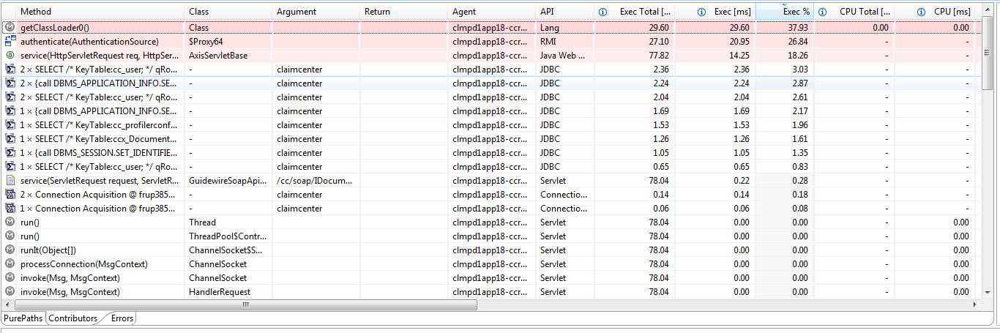 Method Class Argument Return Agent API Exec Total [... Exec [ms] Exec % CPU Total [... CPU [ms]
getClassLoader0() Class clmpd1app18-ccr... Lang 29.60 29.60 37.93 0.00 0.00
authenticate(AuthenticationSource) $Proxy64 clmpd1app18-ccr... RMI 27.10 20.95 26.84 - -
service(HttpServletRequest req, HttpSer... AxisServletBase clmpd1app18-ccr... Java Web ... 77.82 14.25 18.26 - -
2 × SELECT /* KeyTable:cc_user; */ qRo... - claimcenter clmpd1app18-ccr... JDBC 2.36 2.36 3.03 - -
2 × {call DBMS_APPLICATION_INFO.SE... - claimcenter clmpd1app18-ccr... JDBC 2.24 2.24 2.87 - -
2 × SELECT /* KeyTable:cc_user; */ qRo... - claimcenter clmpd1app18-ccr... JDBC 2.04 2.04 2.61 - -
1 × {call DBMS_APPLICATION_INFO.SE... - claimcenter clmpd1app18-ccr... JDBC 1.69 1.69 2.17 - -
1 × SELECT /* KeyTable:cc_profilerconf... - claimcenter clmpd1app18-ccr... JDBC 1.53 1.53 1.96 - -
1 × SELECT /* KeyTable:ccx_Document... - claimcenter clmpd1app18-ccr... JDBC 1.26 1.26 1.61 - -
1 × {call DBMS_SESSION.SET_IDENTIFIE... - claimcenter clmpd1app18-ccr... JDBC 1.05 1.05 1.35 - -
1 × SELECT /* KeyTable:cc_user; */ qRo... - claimcenter clmpd1app18-ccr... JDBC 0.65 0.65 0.83 - -
service(ServletRequest request, ServletR... GuidewireSoapApi... /cc/soap/IDocum... clmpd1app18-ccr... Servlet 78.04 0.22 0.28 - -
2 × Connection Acquisition @ frup385... - claimcenter clmpd1app18-ccr... Connectio... 0.14 0.14 0.18 - -
1 × Connection Acquisition @ frup385... - claimcenter clmpd1app18-ccr... Connectio... 0.06 0.06 0.08 - -
run() Thread clmpd1app18-ccr... Servlet 78.04 0.00 0.00 - 0.00
run() ThreadPool$Contr... clmpd1app18-ccr... Servlet 78.04 0.00 0.00 - 0.00
runIt(Object[]) ChannelSocket$S... clmpd1app18-ccr... Servlet 78.04 0.00 0.00 - 0.00
processConnection(MsgContext) ChannelSocket clmpd1app18-ccr... Servlet 78.04 0.00 0.00 - 0.00
invoke(Msg, MsgContext) ChannelSocket clmpd1app18-ccr... Servlet 78.04 0.00 0.00 - 0.00
invoke(Msg, MsgContext) HandlerRequest clmpd1app18-ccr... Servlet 78.04 0.00 0.00 - 0.00
PurePaths Contributors Errors